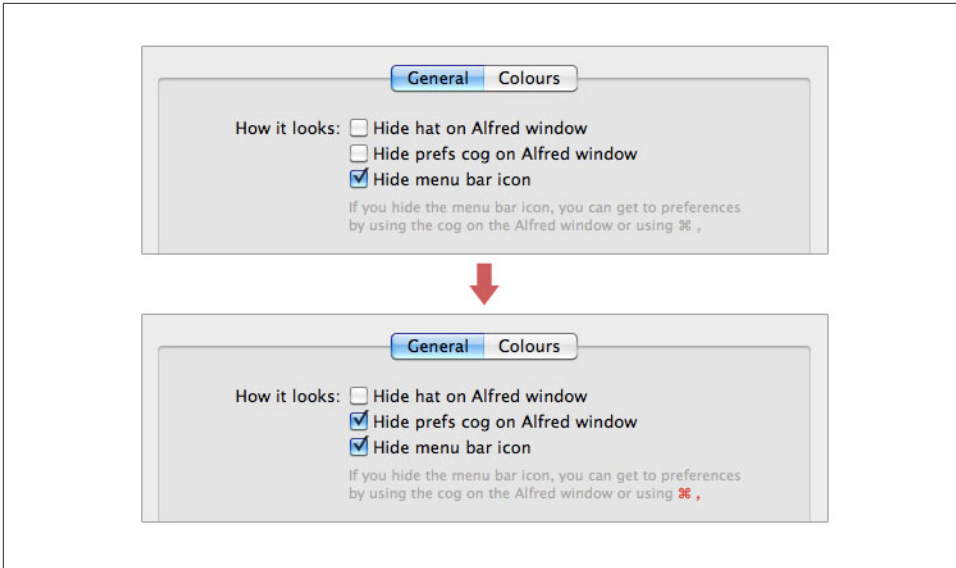 General Colours
How it looks: Hide hat on Alfred window
Hide prefs cog on Alfred window
Hide menu bar icon
If you hide the menu bar icon, you can get to preferences
by using the cog on the Alfred window or using ⌘ ,
General Colours
How it looks: Hide hat on Alfred window
Hide prefs cog on Alfred window
Hide menu bar icon
If you hide the menu bar icon, you can get to preferences
by using the cog on the Alfred window or using ⌘ ,